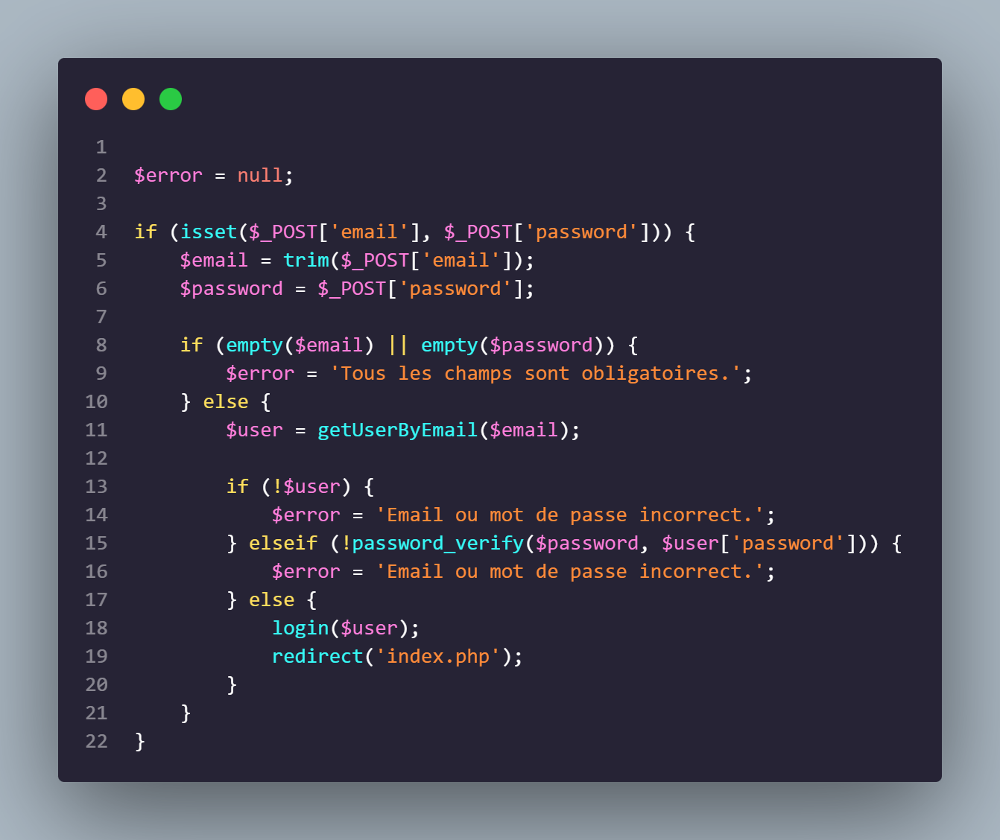 1
2 $error = null;
3
4 if (isset($_POST['email'], $_POST['password'])) {
5     $email = trim($_POST['email']);
6     $password = $_POST['password'];
7
8     if (empty($email) || empty($password)) {
9         $error = 'Tous les champs sont obligatoires.';
10     } else {
11         $user = getUserByEmail($email);
12
13         if (!$user) {
14             $error = 'Email ou mot de passe incorrect.';
15         } elseif (!password_verify($password, $user['password'])) {
16             $error = 'Email ou mot de passe incorrect.';
17         } else {
18             login($user);
19             redirect('index.php');
20         }
21     }
22 }